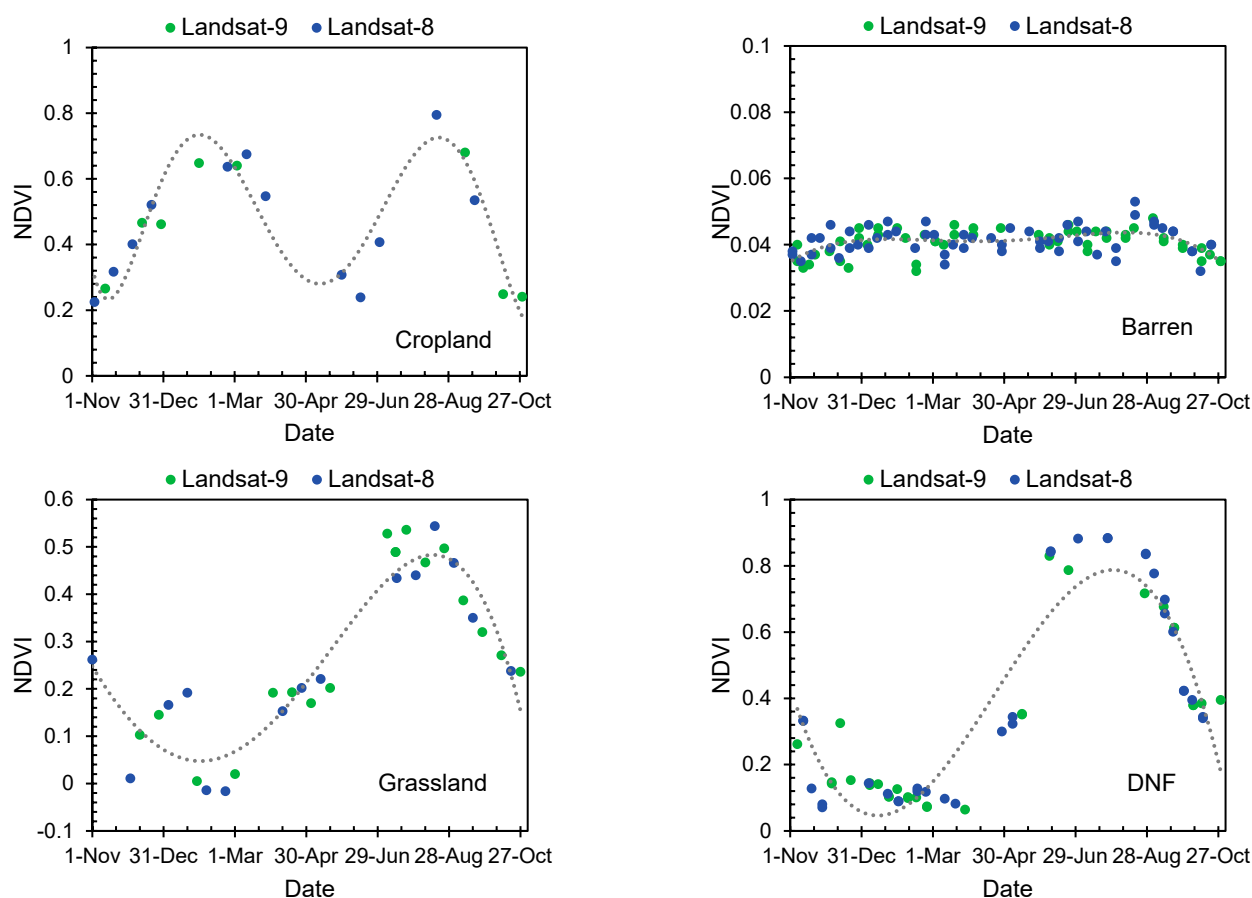 Landsat-9 Landsat-8
1
0.8
0.6
0.4
0.2
0
NDVI
Cropland
1-Nov 31-Dec 1-Mar 30-Apr 29-Jun 28-Aug 27-Oct
Date
Landsat-9 Landsat-8
0.1
0.08
0.06
0.04
0.02
0
NDVI
Barren
1-Nov 31-Dec 1-Mar 30-Apr 29-Jun 28-Aug 27-Oct
Date
Landsat-9 Landsat-8
0.6
0.5
0.4
0.3
0.2
0.1
0
-0.1
NDVI
Grassland
1-Nov 31-Dec 1-Mar 30-Apr 29-Jun 28-Aug 27-Oct
Date
Landsat-9 Landsat-8
1
0.8
0.6
0.4
0.2
0
NDVI
DNF
1-Nov 31-Dec 1-Mar 30-Apr 29-Jun 28-Aug 27-Oct
Date